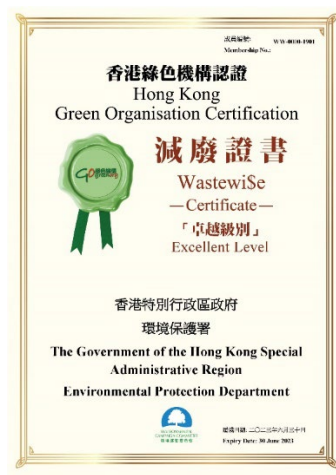 成員編號:
Membership No.:
香港綠色機構認證
Hong Kong
Green Organisation Certification
減廢證書
Wastewi$e
—Certificate—
「卓越級別」
Excellent Level
香港特別行政區政府
環境保護署
The Government of the Hong Kong Special
Administrative Region
Environmental Protection Department
Expiry Date: 30 June 2023